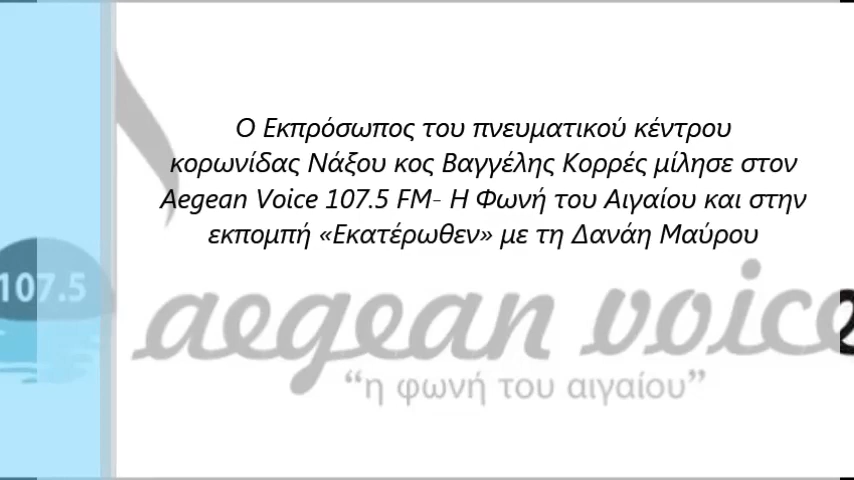 Ο Εκπρόσωπος του πνευματικού κέντρου
κορωνίδας Νάξου κος Βαγγέλης Κορρές μίλησε στον
Aegean Voice 107.5 FM- Η Φωνή του Αιγαίου και στην
εκπομπή «Εκατέρωθεν» με τη Δανάη Μαύρου
107.5
aegean voice
“η φωνή του αιγαίου”